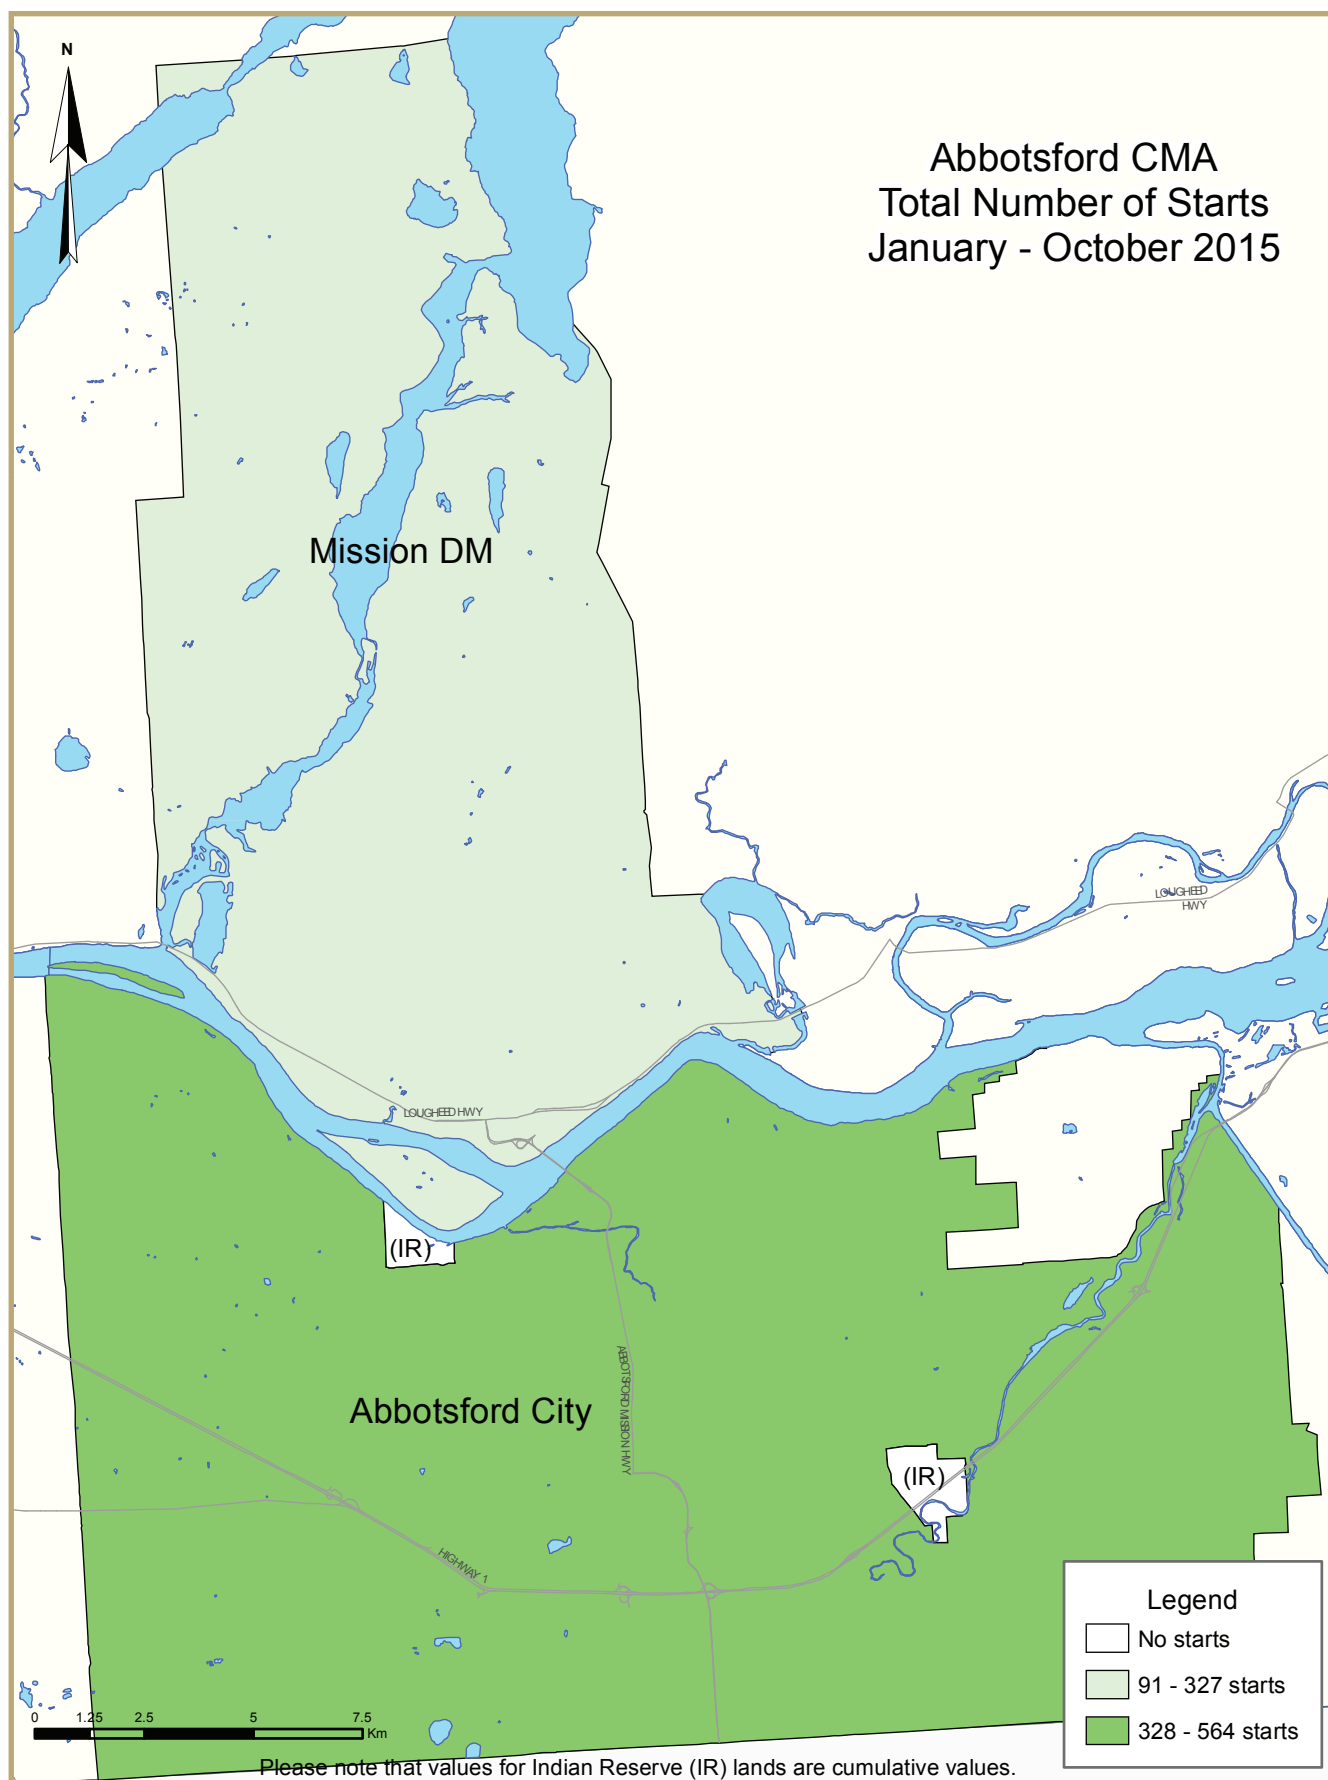 N
Abbotsford CMA
Total Number of Starts
January - October 2015
Mission DM
LOUGHEED
HWY
LOUGHEED HWY
(IR)
ABBOTSFORD MISSION HWY
Abbotsford City
(IR)
HIGHWAY 1
Legend
No starts
91 - 327 starts
328 - 564 starts
0 1.25 2.5 5 7.5
Km
Please note that values for Indian Reserve (IR) lands are cumulative values.